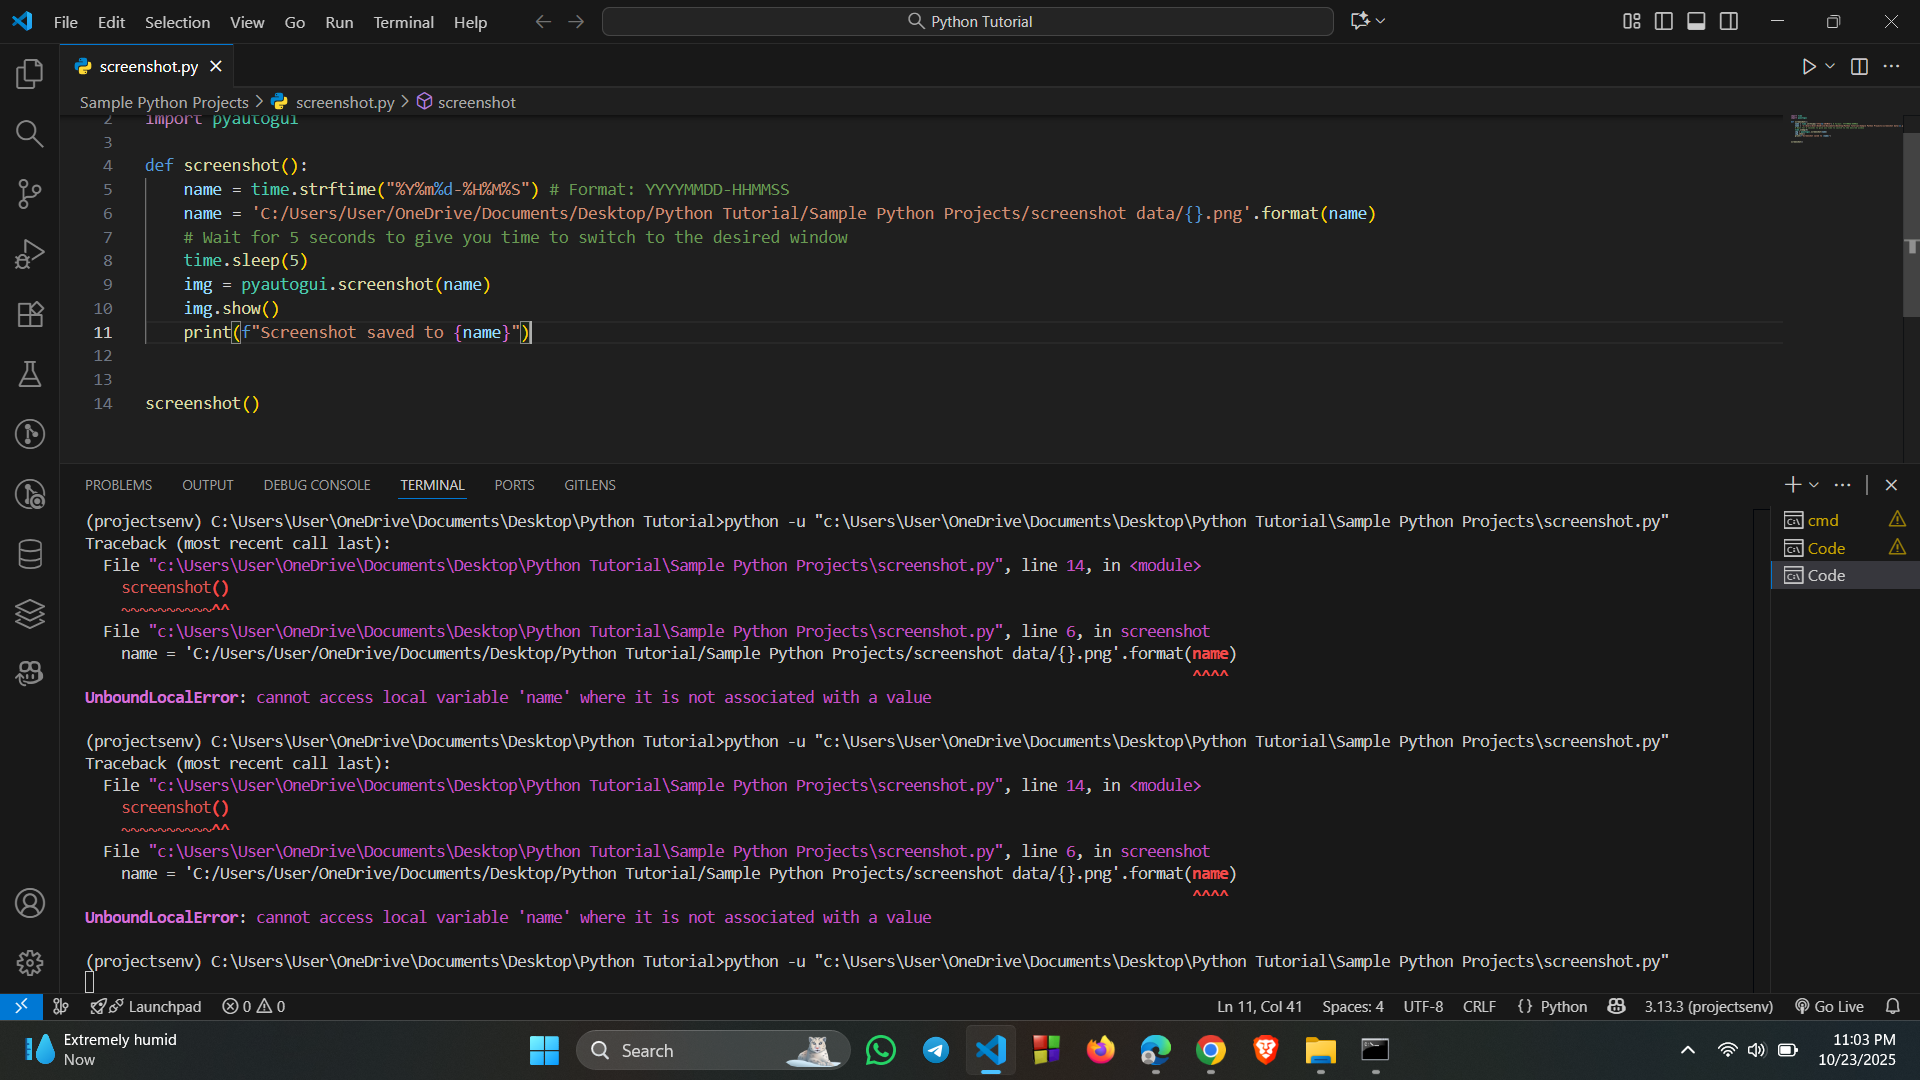 File Edit Selection View Go Run Terminal Help
Python Tutorial
screenshot.py
Sample Python Projects > screenshot.py > screenshot
2 import pyautogui
3
4 def screenshot():
5 name = time.strftime("%Y%m%d-%H%M%S") # Format: YYYYMMDD-HHMMSS
6 name = 'C:/Users/User/OneDrive/Documents/Desktop/Python Tutorial/Sample Python Projects/screenshot data/{}.png'.format(name)
7 # Wait for 5 seconds to give you time to switch to the desired window
8 time.sleep(5)
9 img = pyautogui.screenshot(name)
10 img.show()
11 print(f"Screenshot saved to {name}")
12
13
14 screenshot()
PROBLEMS OUTPUT DEBUG CONSOLE TERMINAL PORTS GITLENS
cmd
Code
Code
(projectsenv) C:\Users\User\OneDrive\Documents\Desktop\Python Tutorial>python -u "c:\Users\User\OneDrive\Documents\Desktop\Python Tutorial\Sample Python Projects\screenshot.py"
Traceback (most recent call last):
File "c:\Users\User\OneDrive\Documents\Desktop\Python Tutorial\Sample Python Projects\screenshot.py", line 14, in <module>
screenshot()
~~~~~~~~~~^^
File "c:\Users\User\OneDrive\Documents\Desktop\Python Tutorial\Sample Python Projects\screenshot.py", line 6, in screenshot
name = 'C:/Users/User/OneDrive/Documents/Desktop/Python Tutorial/Sample Python Projects/screenshot data/{}.png'.format(name)
^^^^
UnboundLocalError: cannot access local variable 'name' where it is not associated with a value
(projectsenv) C:\Users\User\OneDrive\Documents\Desktop\Python Tutorial>python -u "c:\Users\User\OneDrive\Documents\Desktop\Python Tutorial\Sample Python Projects\screenshot.py"
Traceback (most recent call last):
File "c:\Users\User\OneDrive\Documents\Desktop\Python Tutorial\Sample Python Projects\screenshot.py", line 14, in <module>
screenshot()
~~~~~~~~~~^^
File "c:\Users\User\OneDrive\Documents\Desktop\Python Tutorial\Sample Python Projects\screenshot.py", line 6, in screenshot
name = 'C:/Users/User/OneDrive/Documents/Desktop/Python Tutorial/Sample Python Projects/screenshot data/{}.png'.format(name)
^^^^
UnboundLocalError: cannot access local variable 'name' where it is not associated with a value
(projectsenv) C:\Users\User\OneDrive\Documents\Desktop\Python Tutorial>python -u "c:\Users\User\OneDrive\Documents\Desktop\Python Tutorial\Sample Python Projects\screenshot.py"
Launchpad 0 0 Ln 11, Col 41 Spaces: 4 UTF-8 CRLF {} Python 3.13.3 (projectsenv) Go Live
Extremely humid
Now
Search
11:03 PM
10/23/2025